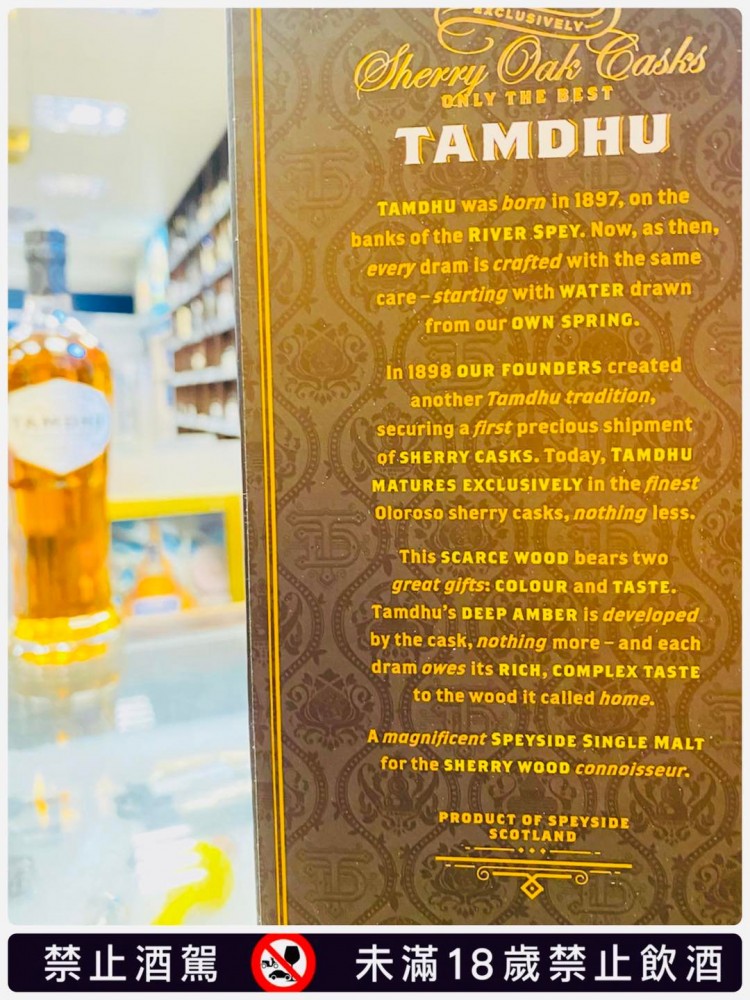 EXCLUSIVELY
Sherry Oak Casks
ONLY THE BEST
TAMDHU
TAMDHU was born in 1897, on the
banks of the RIVER SPEY. Now, as then,
every dram is crafted with the same
care – starting with WATER drawn
from our OWN SPRING.
In 1898 OUR FOUNDERS created
another Tamdhu tradition,
securing a first precious shipment
of SHERRY CASKS. Today, TAMDHU
MATURES EXCLUSIVELY in the finest
Oloroso sherry casks, nothing less.
This SCARCE WOOD bears two
great gifts: COLOUR and TASTE.
Tamdhu's DEEP AMBER is developed
by the cask, nothing more – and each
dram owes its RICH, COMPLEX TASTE
to the wood it called home.
A magnificent SPEYSIDE SINGLE MALT
for the SHERRY WOOD connoisseur.
PRODUCT OF SPEYSIDE
SCOTLAND
TAMDHU
禁止酒駕 未滿18歲禁止飲酒